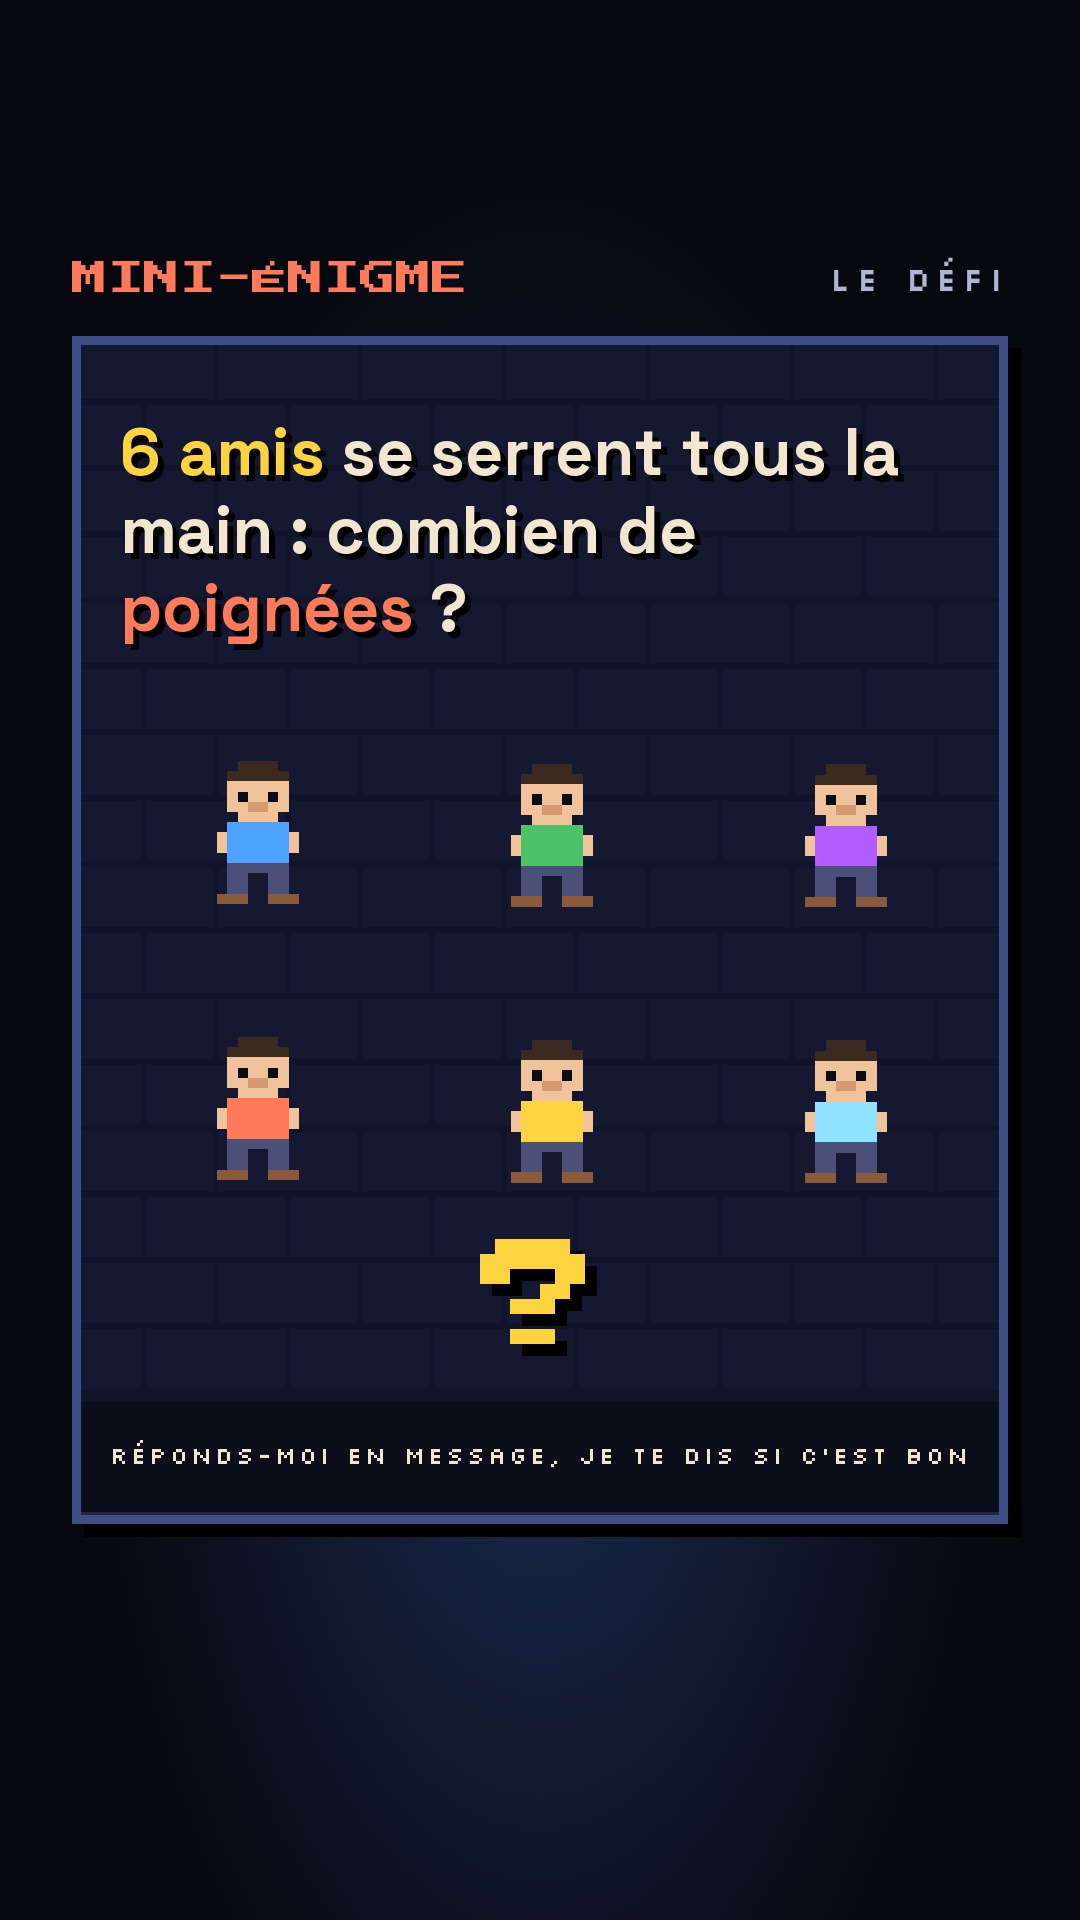 MINI-ÉNIGME
LE DÉFI
6 amis se serrent tous la
main : combien de
poignées ?
?
RÉPONDS-MOI EN MESSAGE, JE TE DIS SI C'EST BON